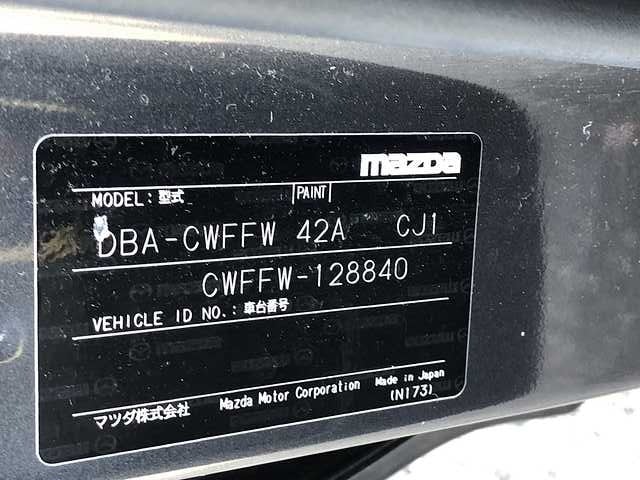 mazda
MODEL: 型式 PAINT
DBA-CWFFW 42A CJ1
CWFFW-128840
VEHICLE ID NO.: 車台番号
マツダ株式会社 Mazda Motor Corporation Made in Japan
(N173)